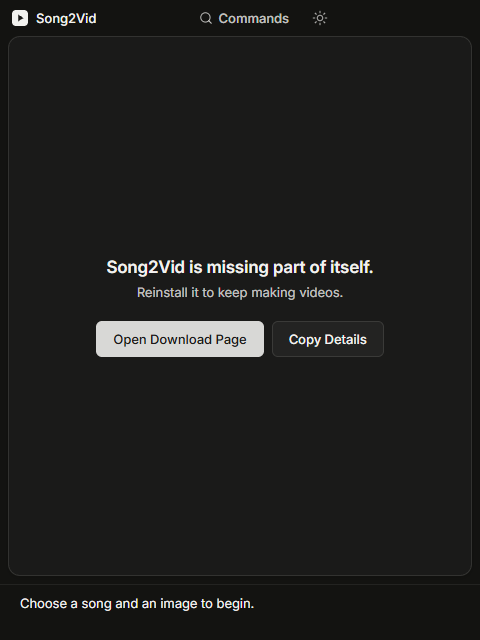 Song2Vid
Commands
Song2Vid is missing part of itself.
Reinstall it to keep making videos.
Open Download Page
Copy Details
Choose a song and an image to begin.